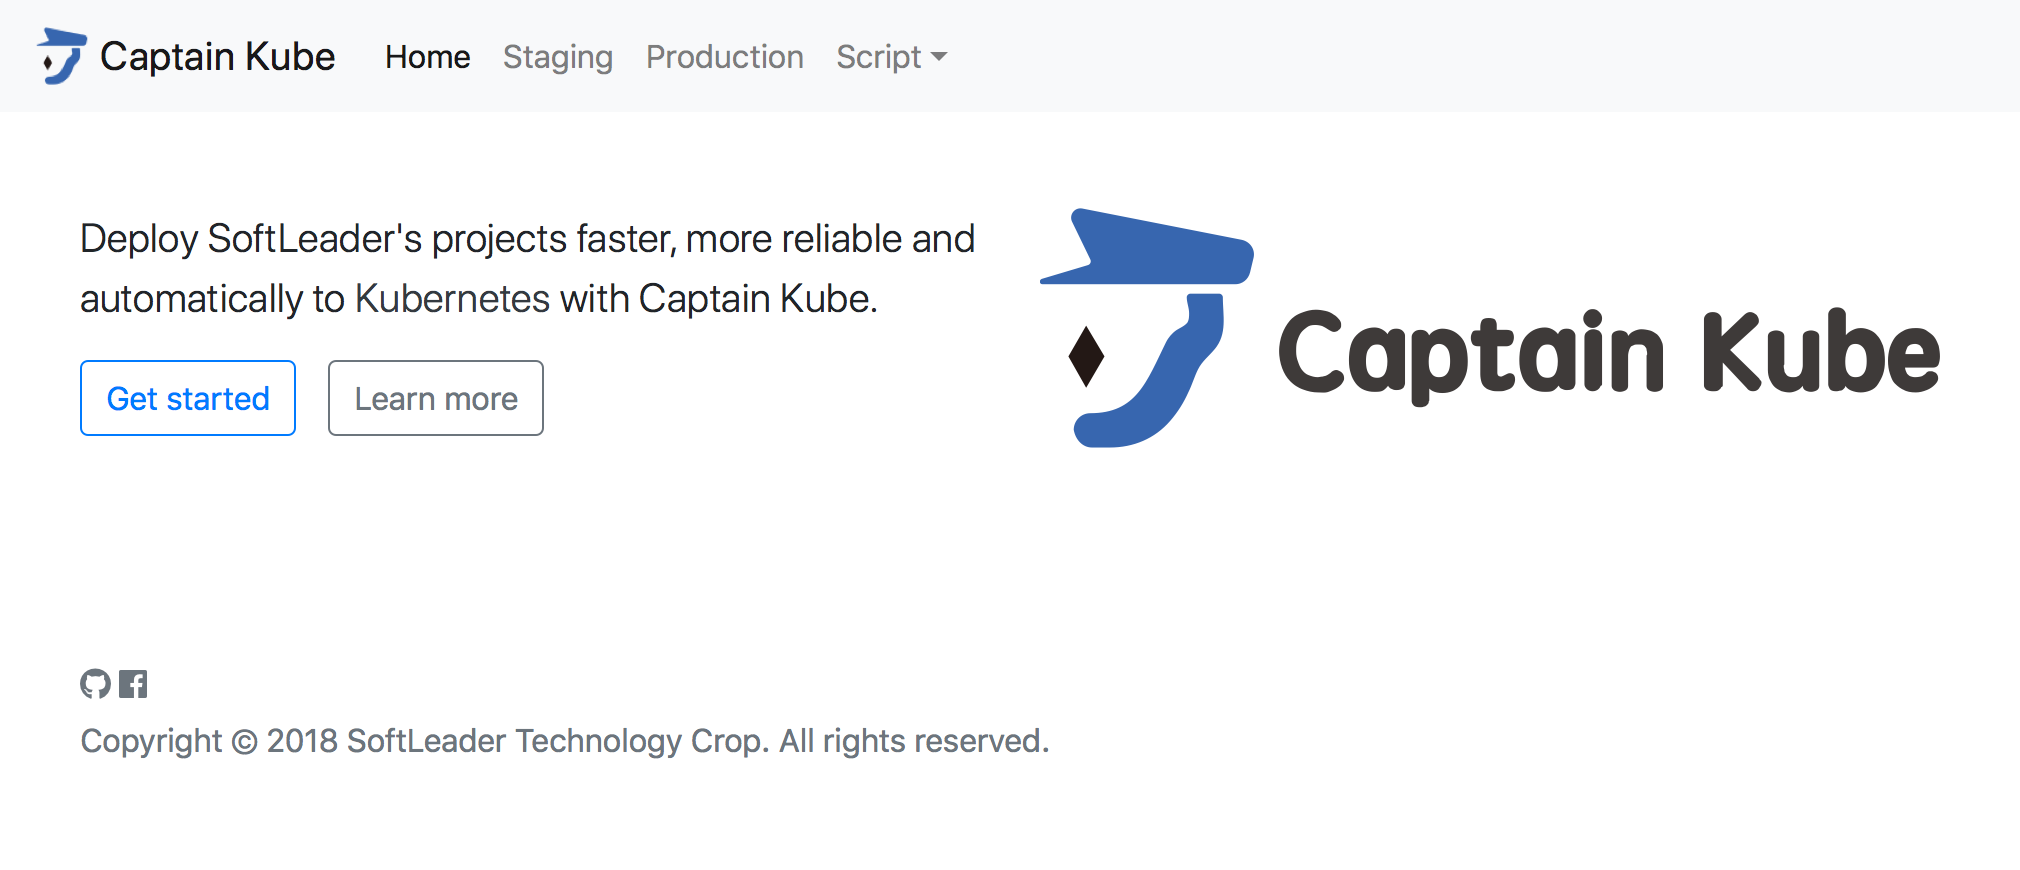 Captain Kube Home Staging Production Script
Deploy SoftLeader's projects faster, more reliable and
automatically to Kubernetes with Captain Kube.
Get started Learn more
Captain Kube
Copyright © 2018 SoftLeader Technology Crop. All rights reserved.